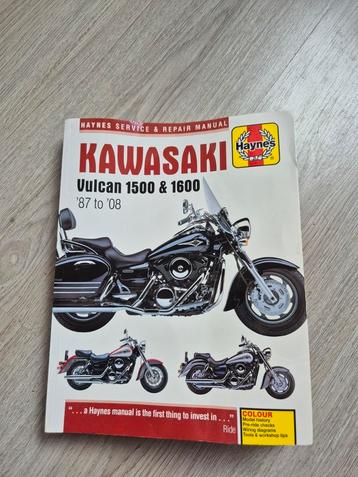 HAYNES SERVICE & REPAIR MANUAL
Haynes
KAWASAKI
Vulcan 1500 & 1600
'87 to '08
"... a Haynes manual is the first thing to invest in ..."
Ride
COLOUR
Model history
Pre-ride checks
Wiring diagrams
Tools & workshop tips